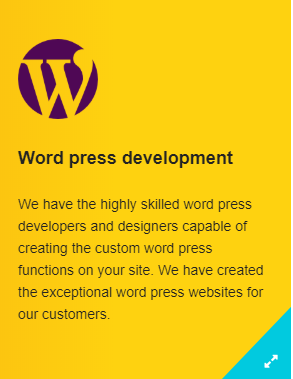 W
Word press development
We have the highly skilled word press
developers and designers capable of
creating the custom word press
functions on your site. We have created
the exceptional word press websites for
our customers.